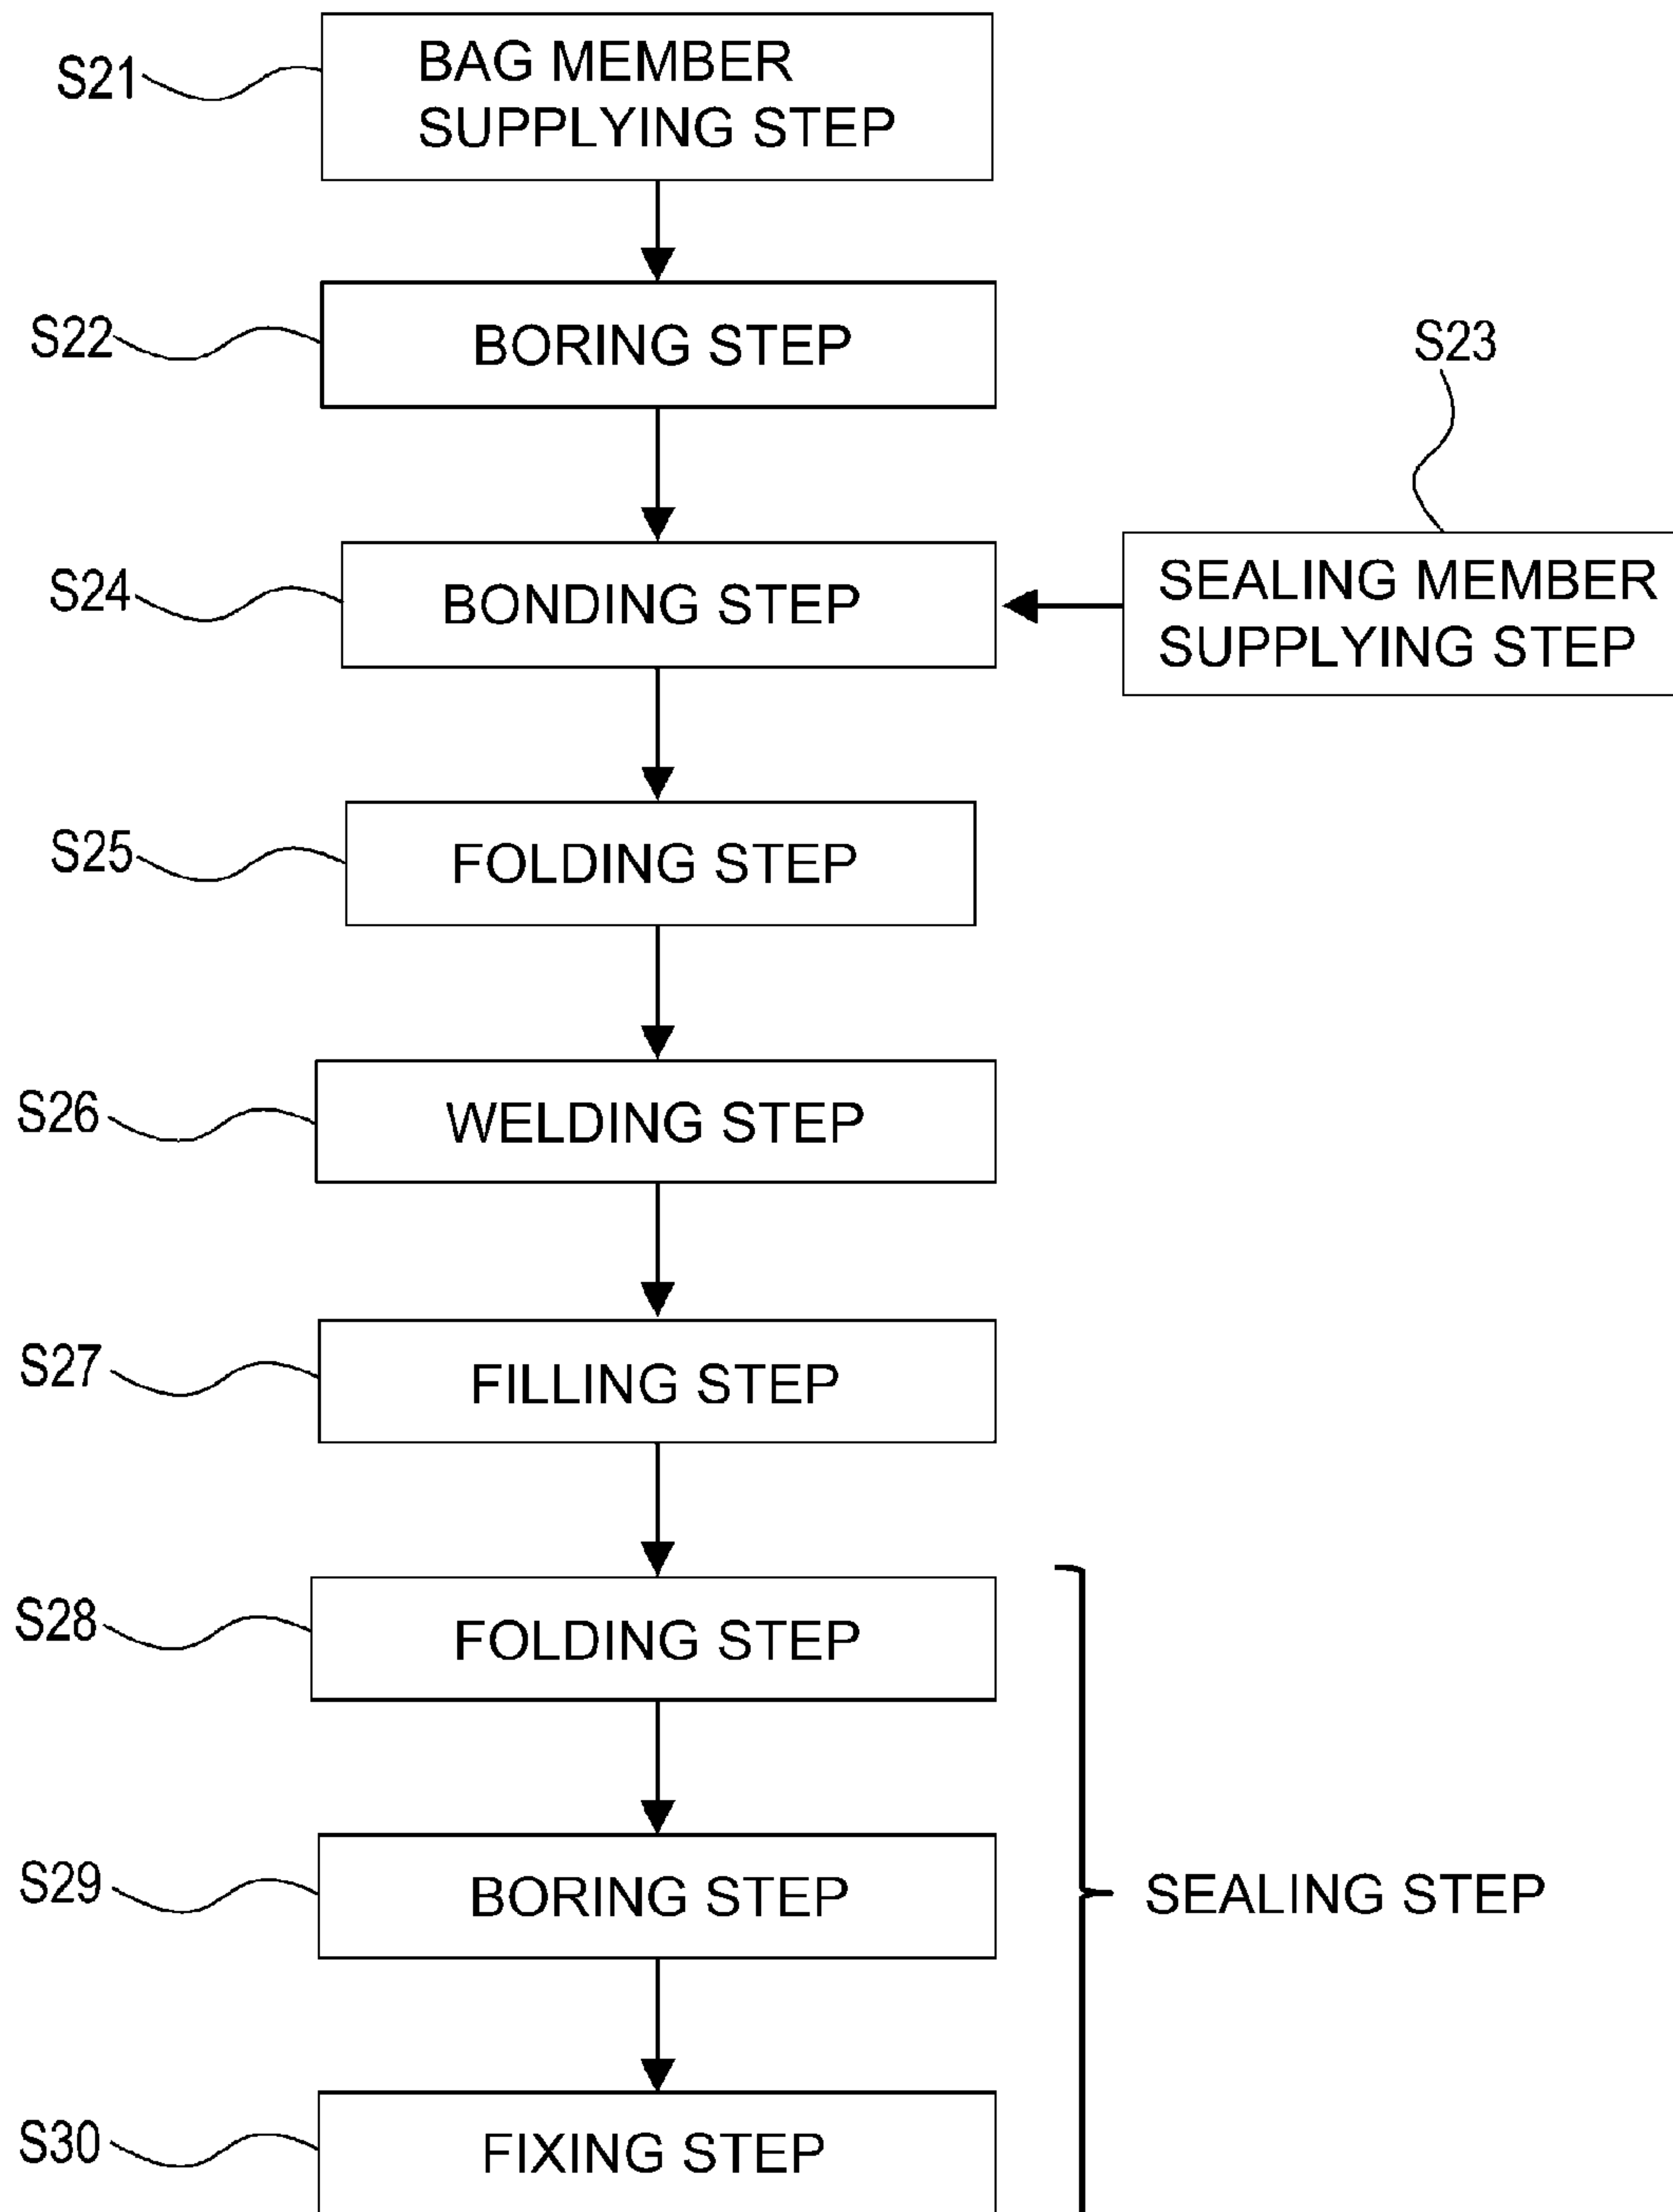 S21
BAG MEMBER
SUPPLYING STEP
S22
BORING STEP
S23
SEALING MEMBER
SUPPLYING STEP
S24
BONDING STEP
S25
FOLDING STEP
S26
WELDING STEP
S27
FILLING STEP
S28
FOLDING STEP
S29
BORING STEP
SEALING STEP
S30
FIXING STEP